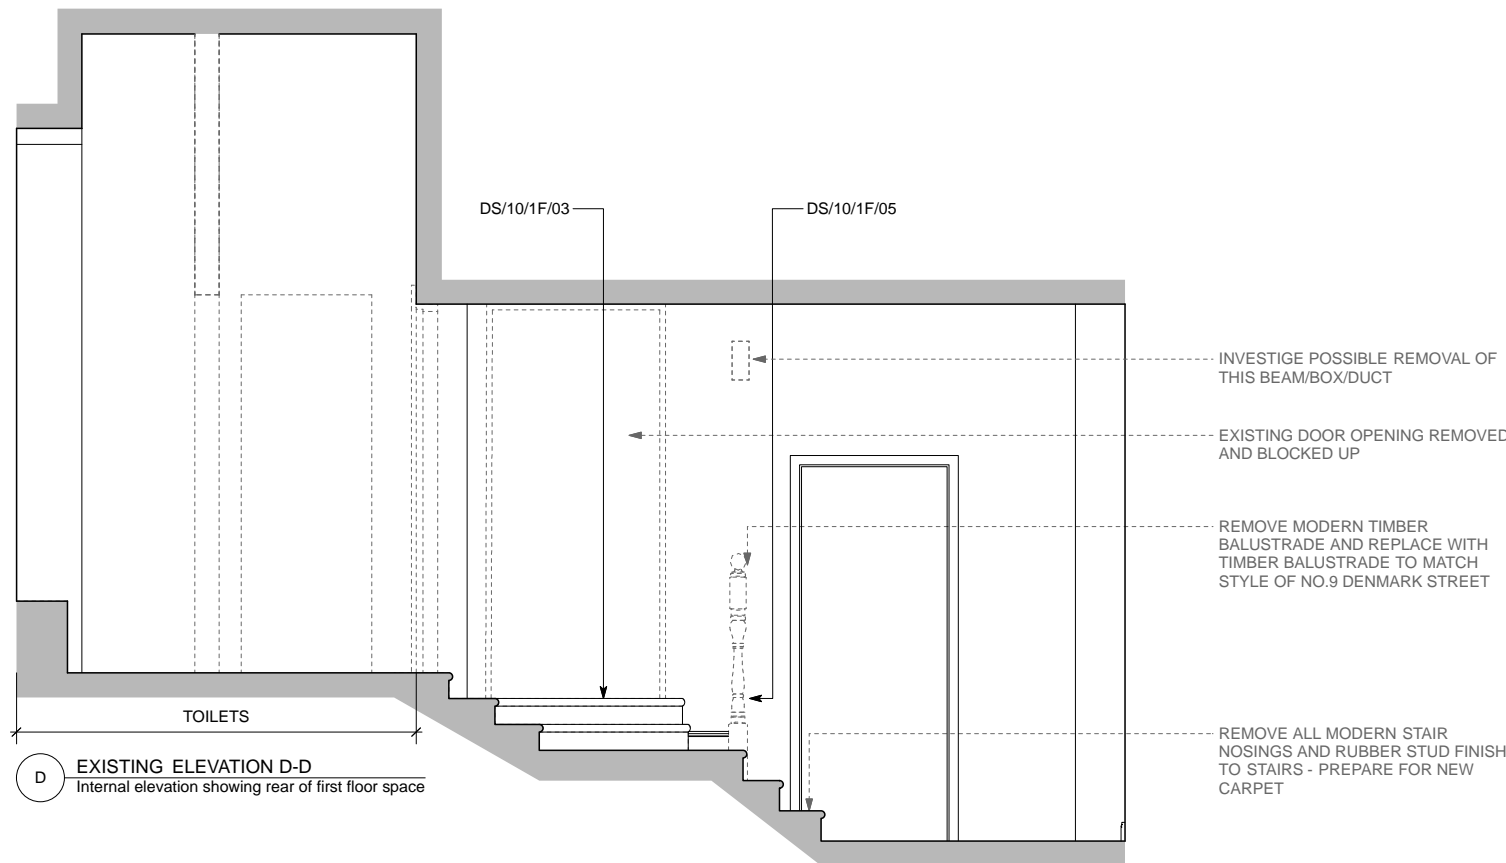 DS/10/1F/03
DS/10/1F/05
INVESTIGE POSSIBLE REMOVAL OF
THIS BEAM/BOX/DUCT
EXISTING DOOR OPENING REMOVED
AND BLOCKED UP
REMOVE MODERN TIMBER
BALUSTRADE AND REPLACE WITH
TIMBER BALUSTRADE TO MATCH
STYLE OF NO.9 DENMARK STREET
REMOVE ALL MODERN STAIR
NOSINGS AND RUBBER STUD FINISH
TO STAIRS - PREPARE FOR NEW
CARPET
TOILETS
D
EXISTING ELEVATION D-D
Internal elevation showing rear of first floor space